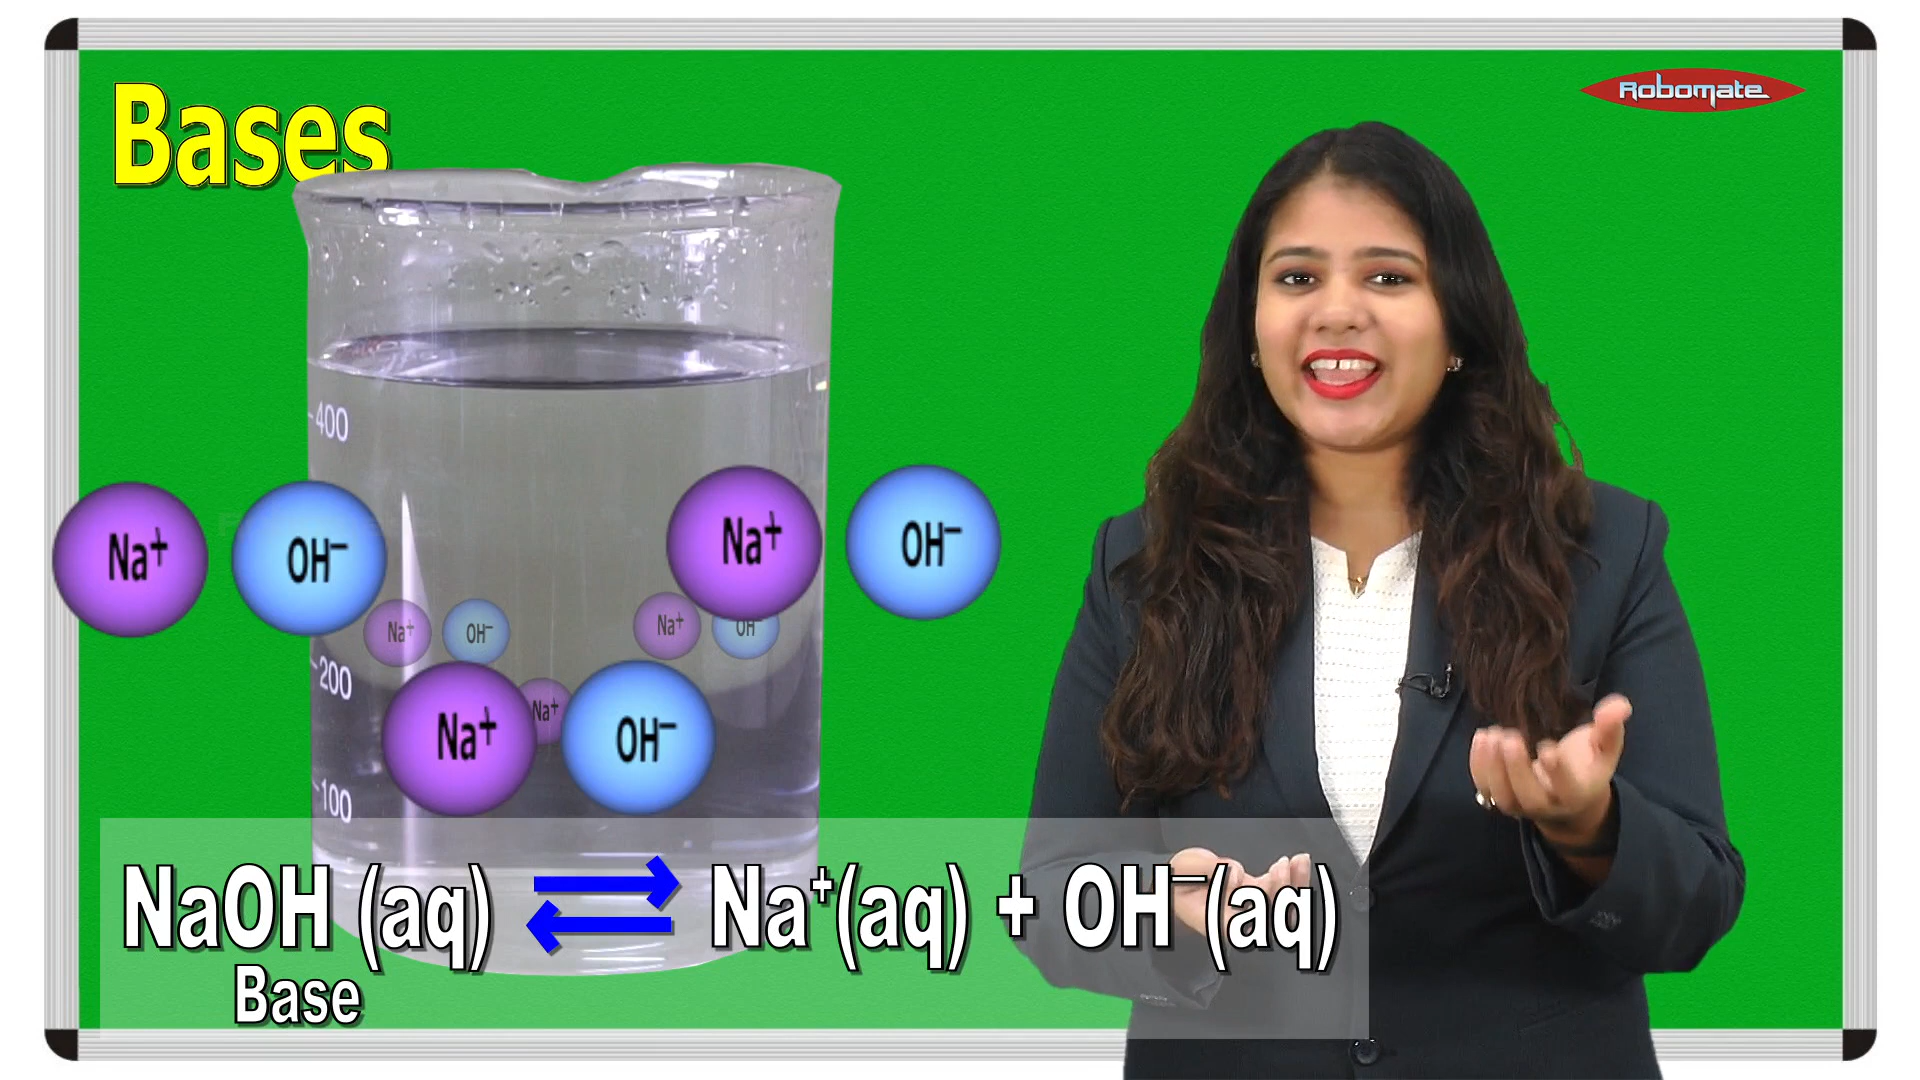 Bases
Robomate
400
Na⁺ OH⁻ Na⁺ OH⁻
Na⁺ OH⁻ Na⁺ OH⁻
200
Na⁺ Na⁺ OH⁻
100
NaOH (aq) ⇄ Na⁺(aq) + OH⁻(aq)
Base